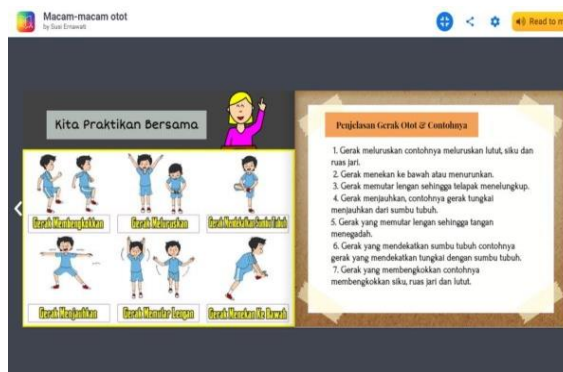 Macam-macam otot
by Susi Ernawati
Read to m
Kita Praktikan Bersama
Gerak Membengkokkan
Gerak Meluruskan
Gerak Mendekatkan Sumbu Tubuh
Gerak Menjauhkan
Gerak Memutar Lengan
Gerak Menekan Ke Bawah
Penjelasan Gerak Otot & Contohnya
1. Gerak meluruskan contohnya meluruskan lutut, siku dan
ruas jari.
2. Gerak menekan ke bawah atau menurunkan.
3. Gerak memutar lengan sehingga telapak menelungkup.
4. Gerak menjauhkan, contohnya gerak tungkai
menjauhkan dari sumbu tubuh.
5. Gerak yang memutar lengan sehingga tangan
menegadah.
6. Gerak yang mendekatkan sumbu tubuh contohnya
gerak yang mendekatkan tungkai dengan sumbu tubuh.
7. Gerak yang membengkokkan contohnya
membengkokkan siku, ruas jari dan lutut.